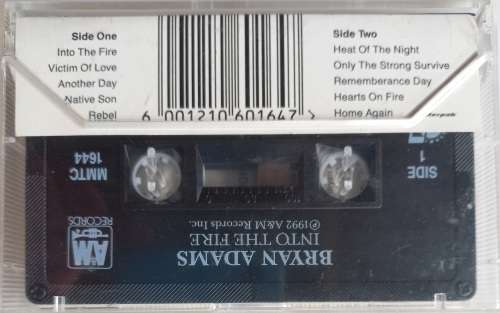 Side One
Into The Fire
Victim Of Love
Another Day
Native Son
Rebel
Side Two
Heat Of The Night
Only The Strong Survive
Rememberance Day
Hearts On Fire
Home Again
6 001210 601647 >
SIDE
1
MMTC
1644
AM
RECORDS
BRYAN ADAMS
INTO THE FIRE
℗1992 A&M Records Inc.